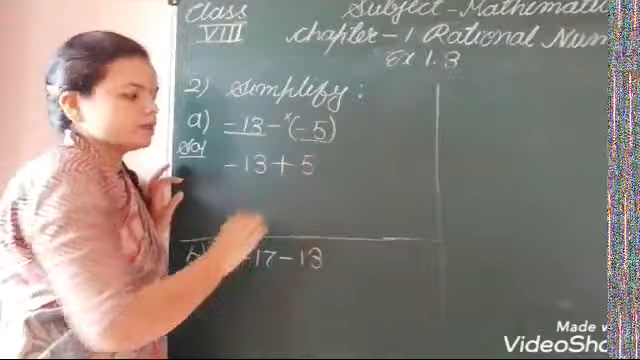 Class Subject - Mathematic
VIII chapter - 1 Rational Num
Ex 1.3
2) Simplify :
a) -13 - x(-5)
Sol
-13 + 5
b) -17 - 13
Made w
VideoSho